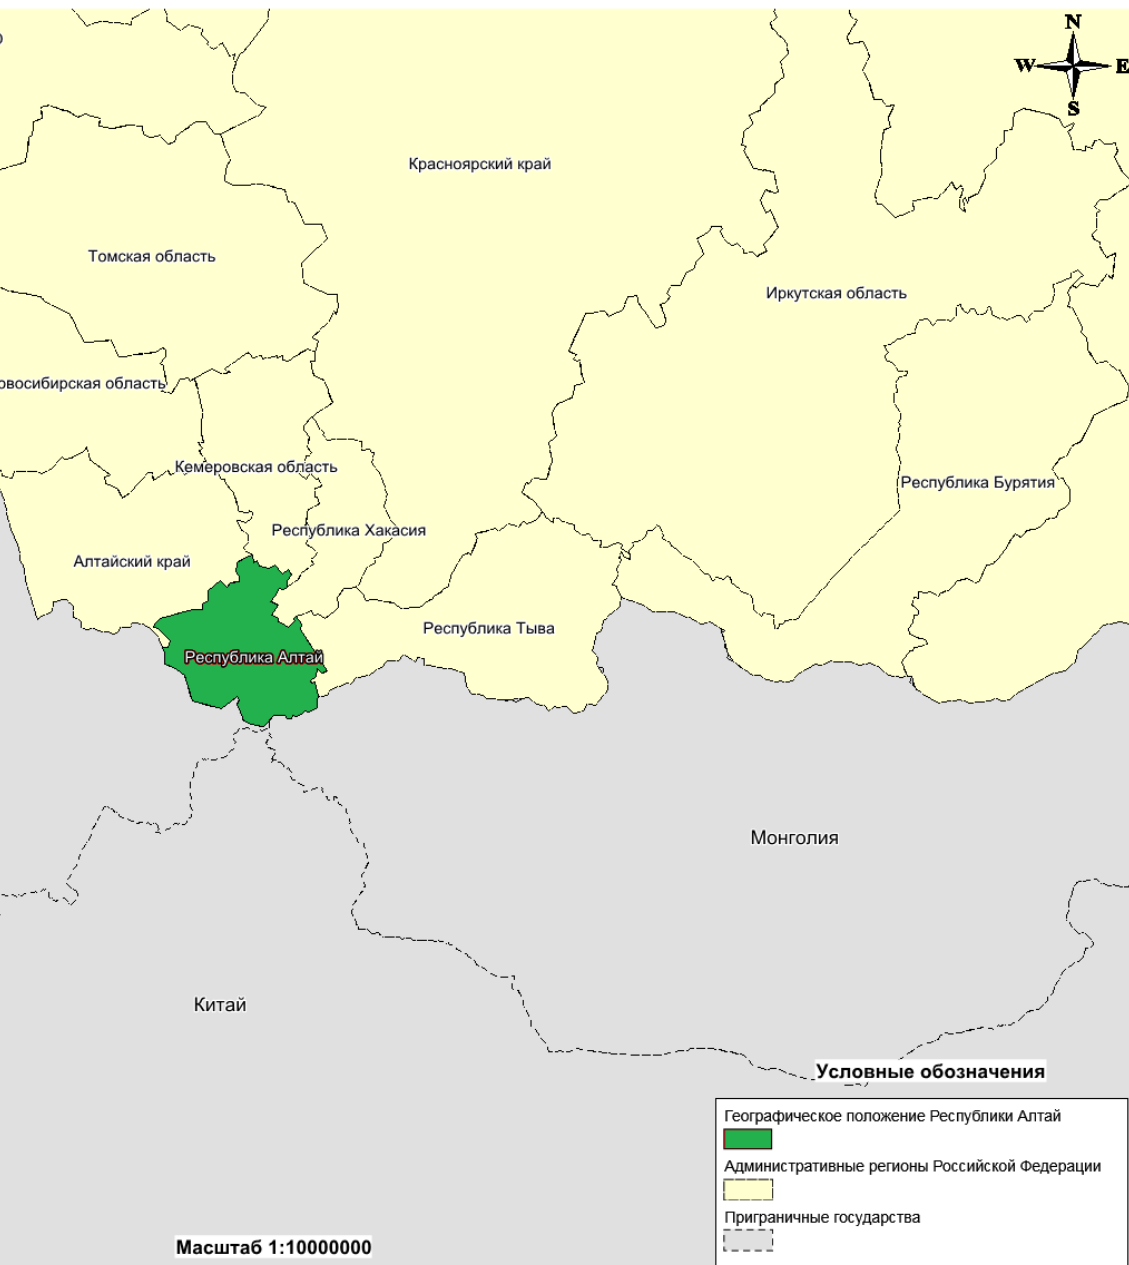 N
W E
S
Красноярский край
Томская область
Иркутская область
овосибирская область
Кемеровская область
Республика Бурятия
Республика Хакасия
Алтайский край
Республика Тыва
Республика Алтай
Монголия
Китай
Условные обозначения
Географическое положение Республики Алтай
Административные регионы Российской Федерации
Приграничные государства
Масштаб 1:10000000